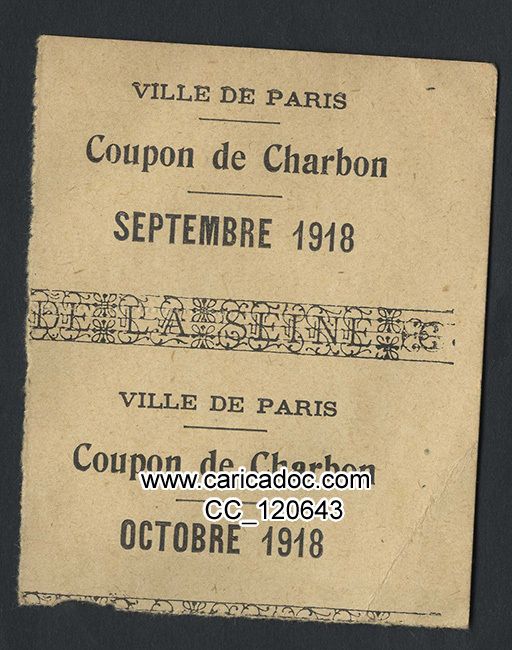 VILLE DE PARIS
Coupon de Charbon
SEPTEMBRE 1918
DE LA SEINE
VILLE DE PARIS
Coupon de Charbon
www.caricadoc.com
CC_120643
OCTOBRE 1918